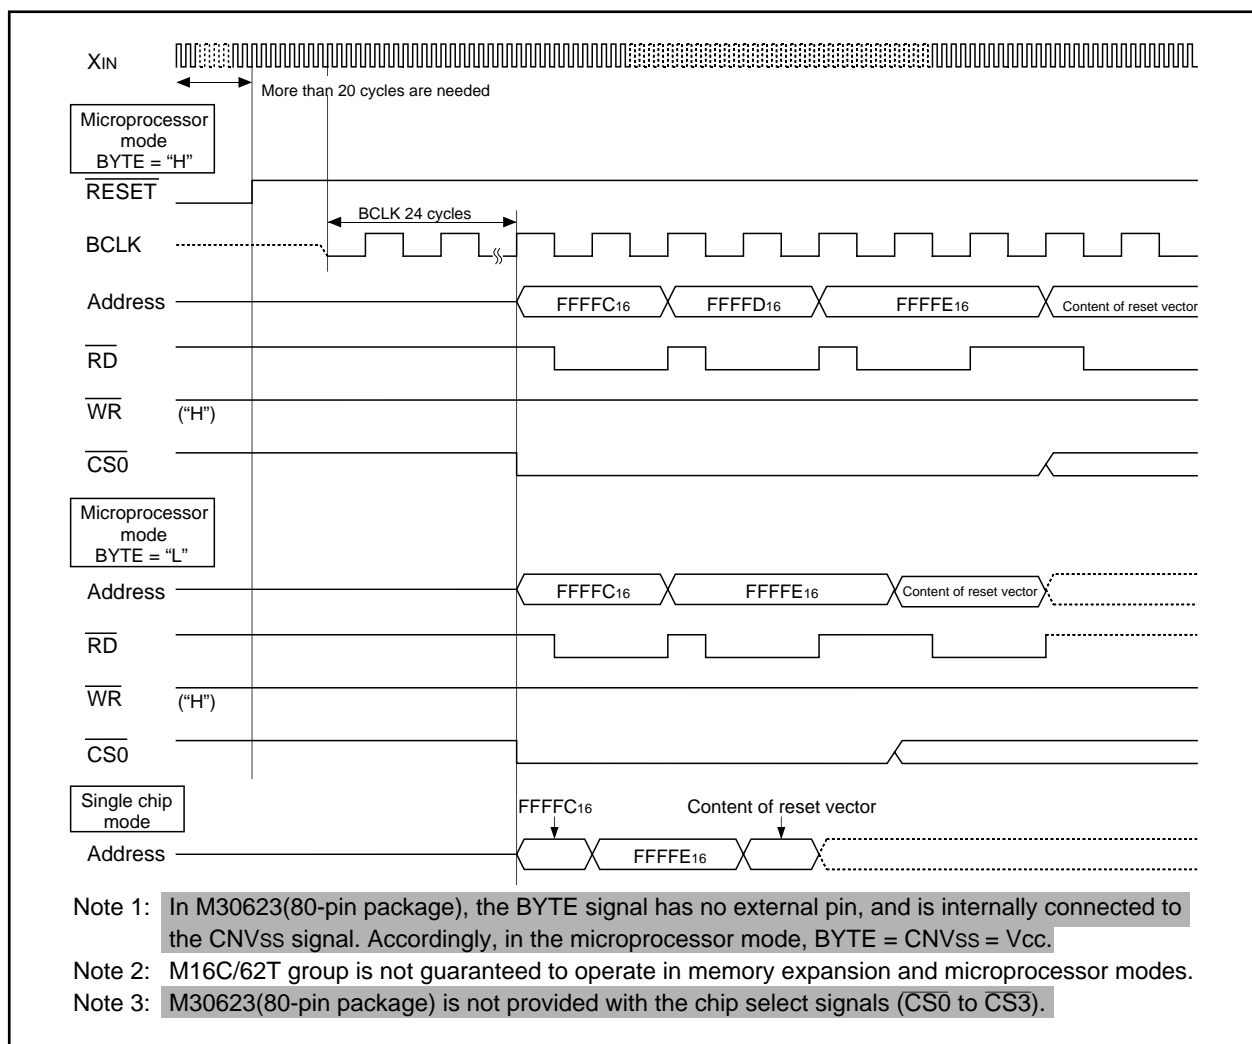 XIN
More than 20 cycles are needed
Microprocessor
mode
BYTE = “H”
RESET
BCLK 24 cycles
BCLK
Address
FFFFC16
FFFFD16
FFFFE16
Content of reset vector
RD
WR
(“H”)
CS0
Microprocessor
mode
BYTE = “L”
Address
FFFFC16
FFFFE16
Content of reset vector
RD
WR
(“H”)
CS0
Single chip
mode
FFFFC16
Content of reset vector
Address
FFFFE16
Note 1: In M30623(80-pin package), the BYTE signal has no external pin, and is internally connected to
the CNVSS signal. Accordingly, in the microprocessor mode, BYTE = CNVSS = Vcc.
Note 2: M16C/62T group is not guaranteed to operate in memory expansion and microprocessor modes.
Note 3: M30623(80-pin package) is not provided with the chip select signals (CS0 to CS3).